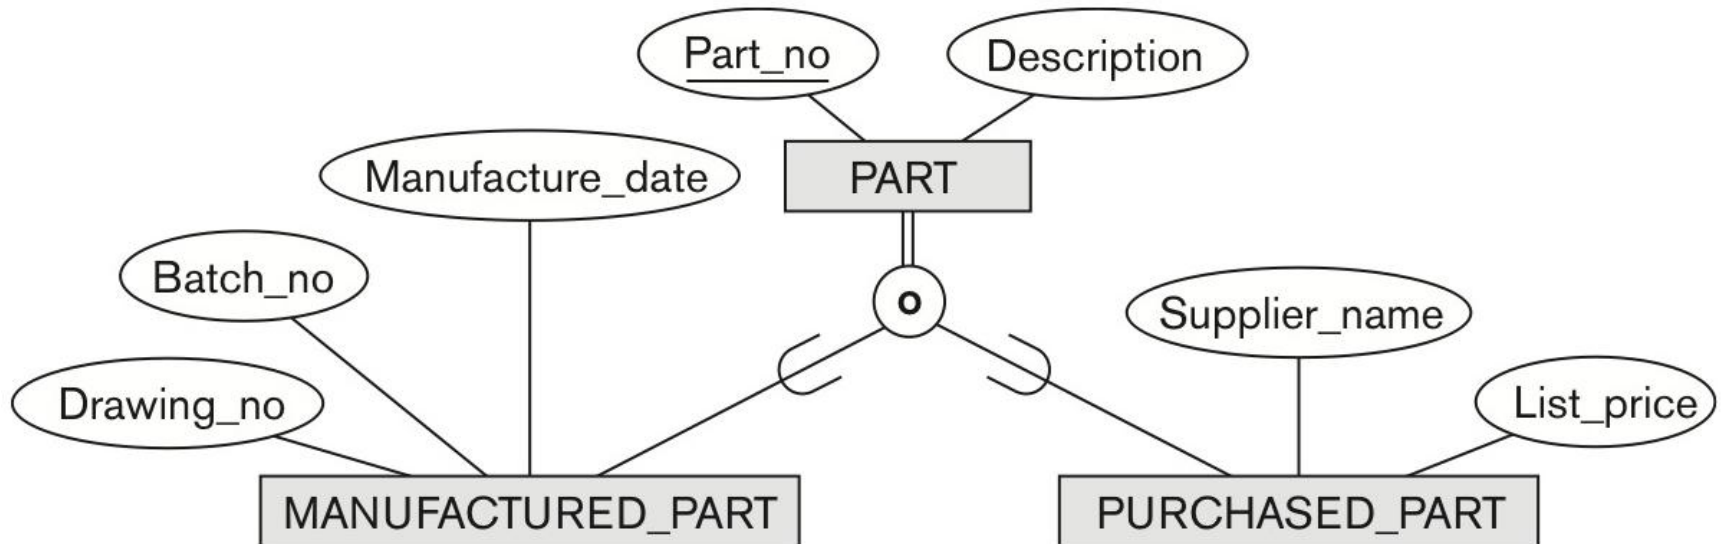 Part_no
Description
Manufacture_date
PART
Batch_no
o
Supplier_name
Drawing_no
List_price
MANUFACTURED_PART
PURCHASED_PART